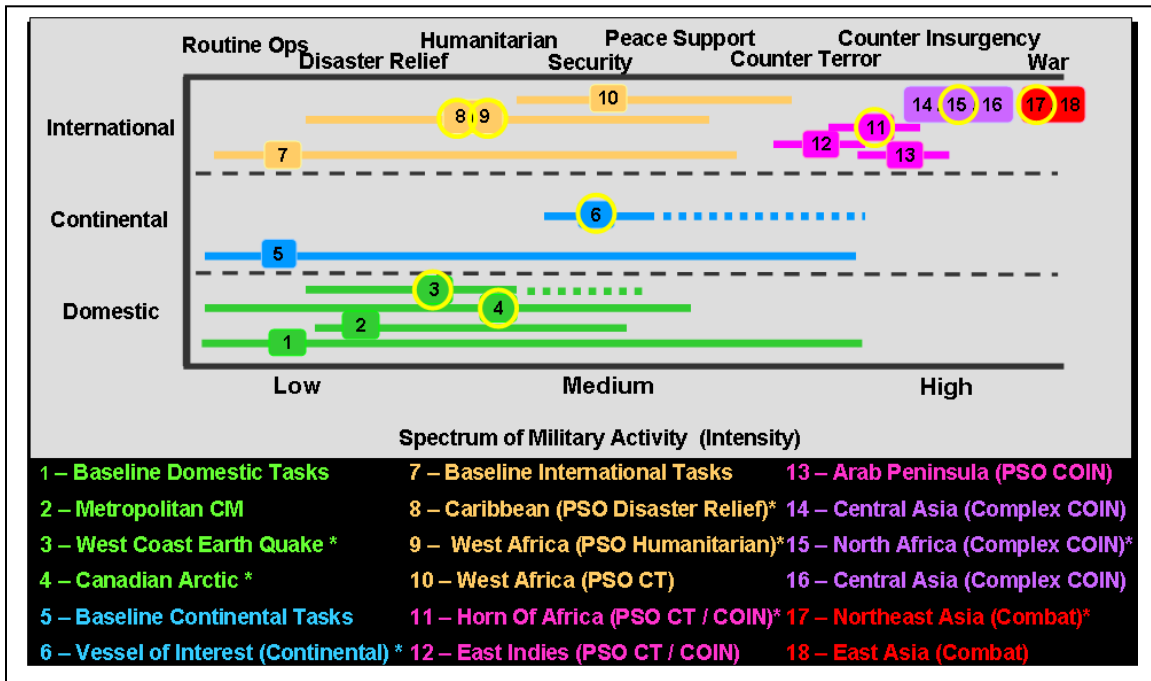 Routine Ops
Humanitarian
Peace Support
Counter Insurgency
Disaster Relief
Security
Counter Terror
War
International
10
14
15
16
17
18
8
9
11
12
13
7
Continental
6
5
Domestic
3
4
2
1
Low
Medium
High
Spectrum of Military Activity (Intensity)
1 – Baseline Domestic Tasks
2 – Metropolitan CM
3 – West Coast Earth Quake *
4 – Canadian Arctic *
5 – Baseline Continental Tasks
6 – Vessel of Interest (Continental) *
7 – Baseline International Tasks
8 – Caribbean (PSO Disaster Relief)*
9 – West Africa (PSO Humanitarian)*
10 – West Africa (PSO CT)
11 – Horn Of Africa (PSO CT / COIN)*
12 – East Indies (PSO CT / COIN)
13 – Arab Peninsula (PSO COIN)
14 – Central Asia (Complex COIN)
15 – North Africa (Complex COIN)*
16 – Central Asia (Complex COIN)
17 – Northeast Asia (Combat)*
18 – East Asia (Combat)